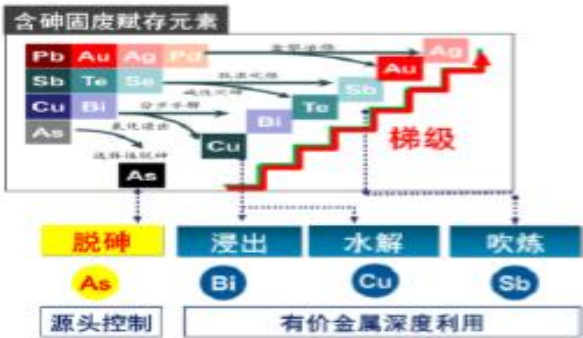 含砷固废赋存元素
Pb Au Ag Pd
Ag
Au
Sb Te Se
Sb
Te
Cu Bi
Bi
As
Cu
As
梯级
脱砷 浸出 水解 吹炼
As Bi Cu Sb
源头控制 有价金属深度利用